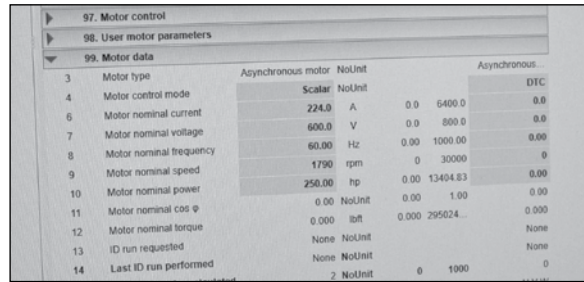 97. Motor control
98. User motor parameters
99. Motor data
3 Motor type Asynchronous motor NoUnit Asynchronous...
4 Motor control mode Scalar NoUnit DTC
6 Motor nominal current 224.0 A 0.0 6400.0 0.0
7 Motor nominal voltage 600.0 V 0.0 800.0 0.0
8 Motor nominal frequency 60.00 Hz 0.00 1000.00 0.00
9 Motor nominal speed 1790 rpm 0 30000 0
10 Motor nominal power 250.00 hp 0.00 13404.83 0.00
11 Motor nominal cos φ 0.00 NoUnit 0.00 1.00 0.00
12 Motor nominal torque 0.000 lbft 0.000 295024... 0.000
13 ID run requested None NoUnit None
14 Last ID run performed None NoUnit None
2 NoUnit 0 1000 0